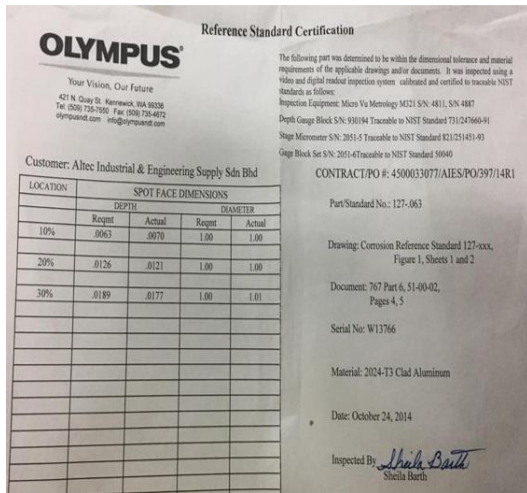 Reference Standard Certification
OLYMPUS
Your Vision, Our Future
421 N. Quay St. Kennewick, WA 99336
Tel: (509) 735-7550 Fax: (509) 735-4672
olympusndt.com info@olympusndt.com
The following part was determined to be within the dimensional tolerance and material
requirements of the applicable drawings and/or documents. It was inspected using a
video and digital readout inspection system calibrated and certified to traceable NIST
standards as follows:
Inspection Equipment: Micro Vu Metrology M321 S/N: 4811, S/N 4887
Depth Gauge Block S/N: 930194 Traceable to NIST Standard 731/247660-91
Stage Micrometer S/N: 2051-5 Traceable to NIST Standard 821/251451-93
Gage Block Set S/N: 2051-6Traceable to NIST Standard 50040
Customer: Altec Industrial & Engineering Supply Sdn Bhd
CONTRACT/PO #: 4500033077/AIES/PO/397/14R1
LOCATION SPOT FACE DIMENSIONS
DEPTH DIAMETER
Reqmt Actual Reqmt Actual
10% .0063 .0070 1.00 1.00
20% .0126 .0121 1.00 1.00
30% .0189 .0177 1.00 1.01
Part/Standard No.: 127-.063
Drawing: Corrosion Reference Standard 127-xxx,
Figure 1, Sheets 1 and 2
Document: 767 Part 6, 51-00-02,
Pages 4, 5
Serial No: W13766
Material: 2024-T3 Clad Aluminum
Date: October 24, 2014
Inspected By Sheila Barth
Sheila Barth